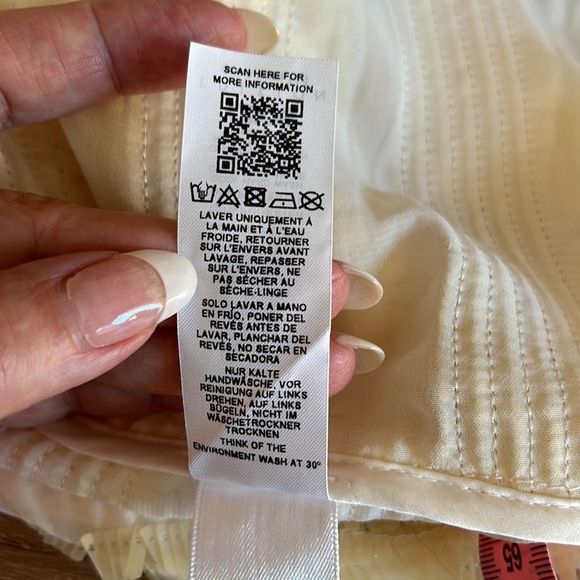 SCAN HERE FOR
MORE INFORMATION
LAVER UNIQUEMENT À
LA MAIN ET À L'EAU
FROIDE, RETOURNER
SUR L'ENVERS AVANT
LAVAGE, REPASSER
SUR L'ENVERS, NE
PAS SÉCHER AU
SÈCHE-LINGE
SOLO LAVAR A MANO
EN FRÍO, PONER DEL
REVÉS ANTES DE
LAVAR, PLANCHAR DEL
REVÉS, NO SECAR EN
SECADORA
NUR KALTE
HANDWÄSCHE, VOR
REINIGUNG AUF LINKS
DREHEN, AUF LINKS
BÜGELN, NICHT IM
WÄSCHETROCKNER
TROCKNEN
THINK OF THE
ENVIRONMENT WASH AT 30°
65